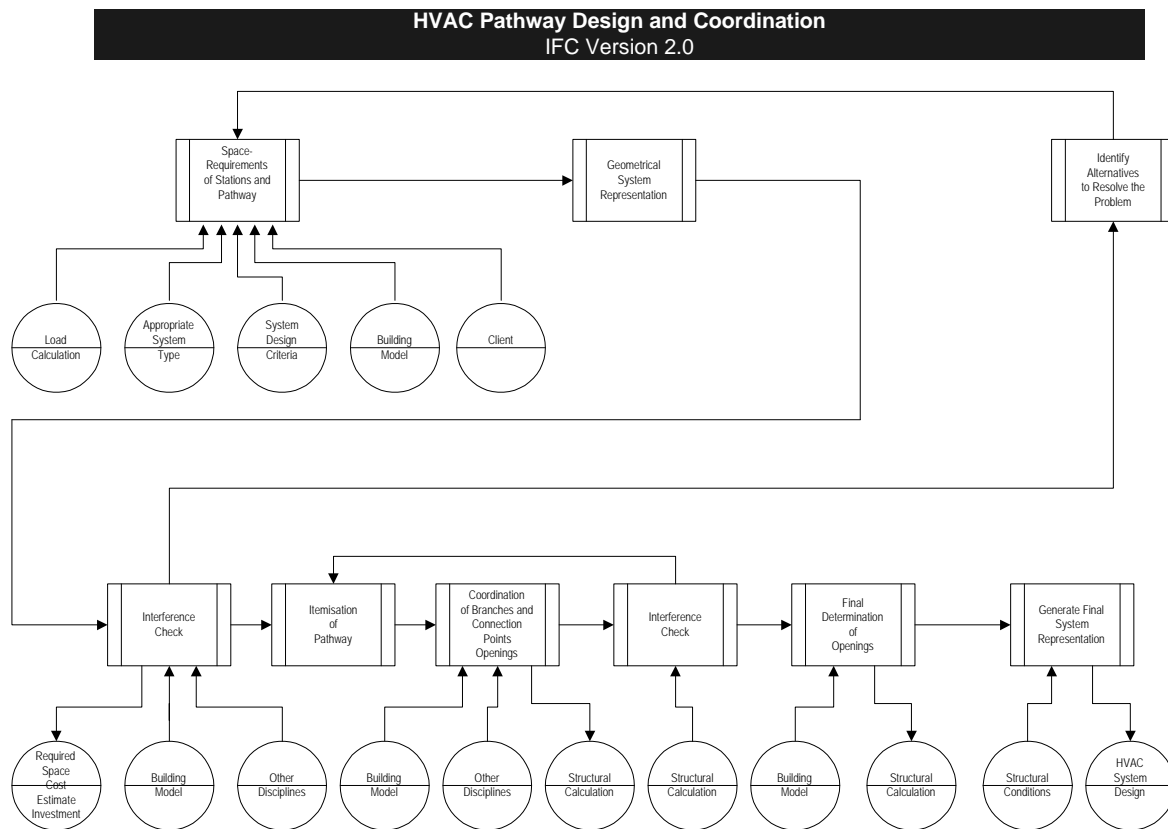 HVAC Pathway Design and Coordination
IFC Version 2.0
Space-
Requirements
of Stations and
Pathway
Geometrical
System
Representation
Identify
Alternatives
to Resolve the
Problem
Load
Calculation
Appropriate
System
Type
System
Design
Criteria
Building
Model
Client
Interference
Check
Itemisation
of
Pathway
Coordination
of Branches and
Connection
Points
Openings
Interference
Check
Final
Determination
of
Openings
Generate Final
System
Representation
Required
Space
Cost
Estimate
Investment
Building
Model
Other
Disciplines
Building
Model
Other
Disciplines
Structural
Calculation
Structural
Calculation
Building
Model
Structural
Calculation
Structural
Conditions
HVAC
System
Design